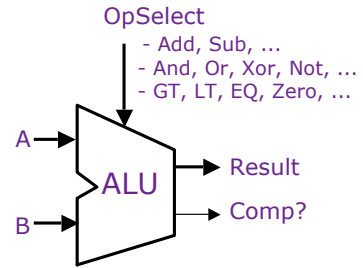 OpSelect
- Add, Sub, ...
- And, Or, Xor, Not, ...
- GT, LT, EQ, Zero, ...
A
ALU
Result
B
Comp?